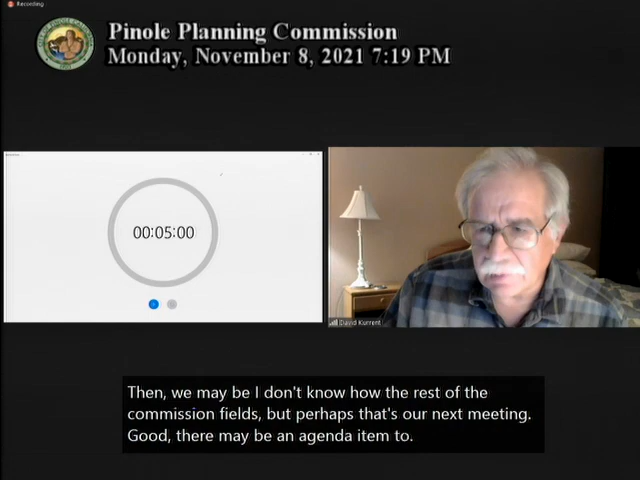 Recording
Pinole Planning Commission
Monday, November 8, 2021 7:19 PM
00:05:00
David Kurrent
Then, we may be I don't know how the rest of the
commission fields, but perhaps that's our next meeting.
Good, there may be an agenda item to.